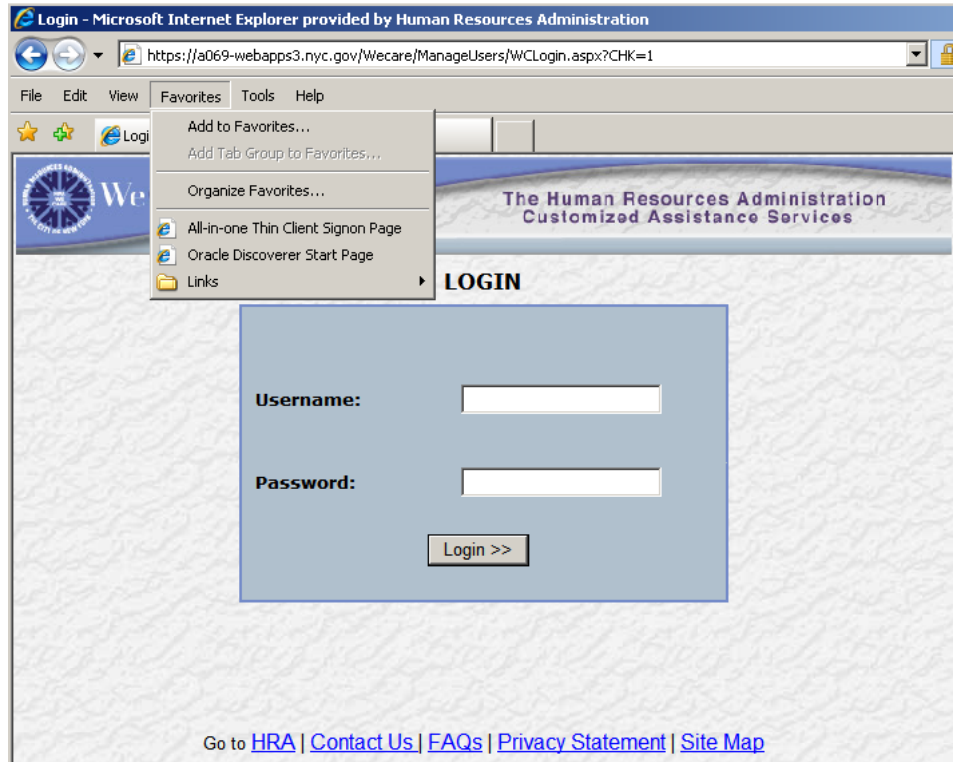 Login - Microsoft Internet Explorer provided by Human Resources Administration
https://a069-webapps3.nyc.gov/Wecare/ManageUsers/WCLogin.aspx?CHK=1
File Edit View Favorites Tools Help
Logi
Add to Favorites...
Add Tab Group to Favorites...
Organize Favorites...
All-in-one Thin Client Signon Page
Oracle Discoverer Start Page
Links
We
The Human Resources Administration
Customized Assistance Services
LOGIN
Username:
Password:
Login >>
Go to HRA | Contact Us | FAQs | Privacy Statement | Site Map